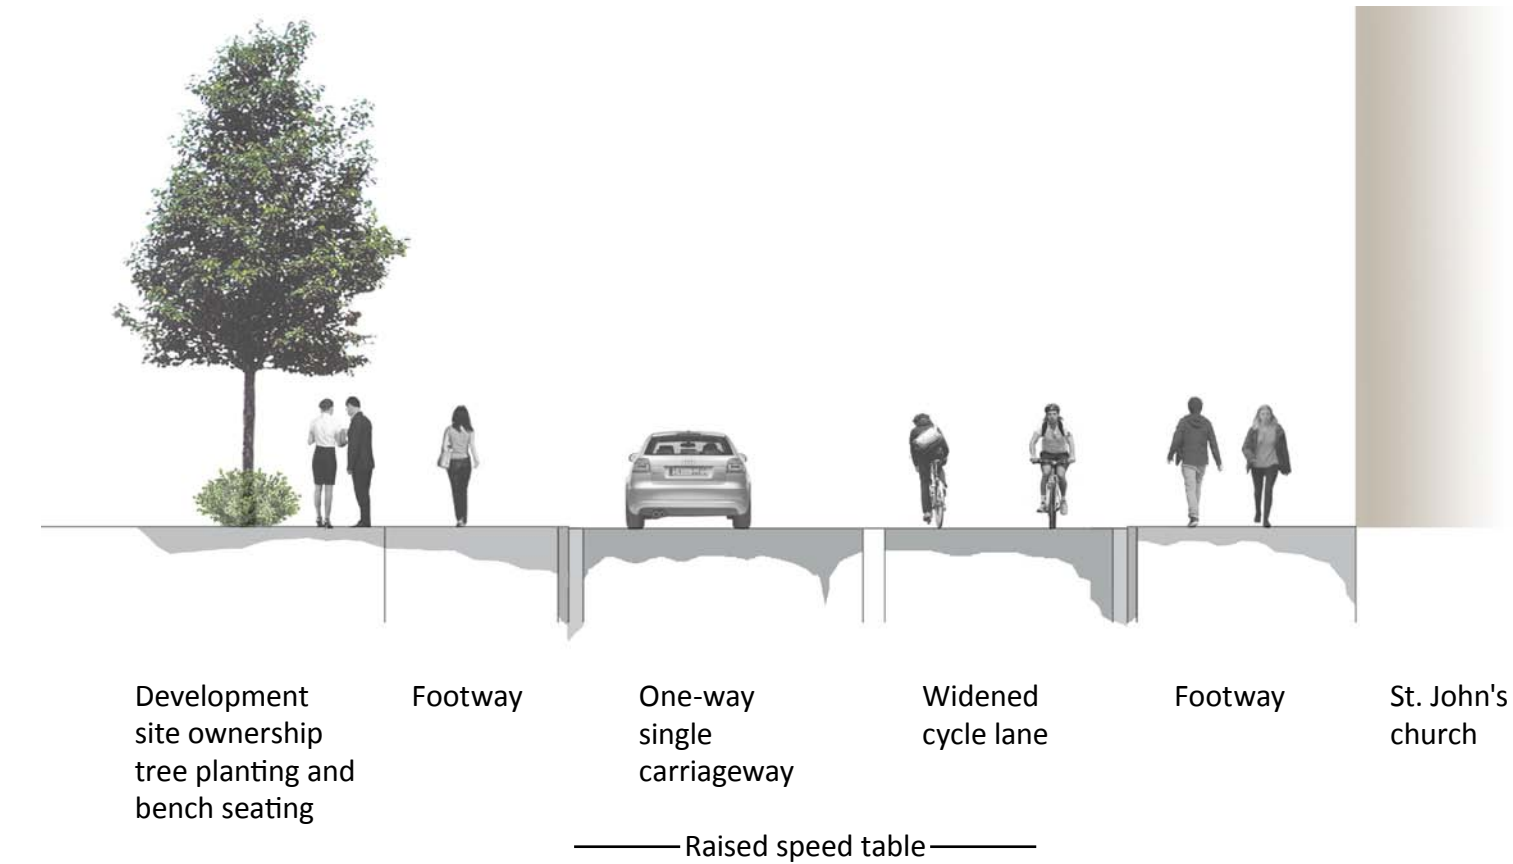 Development
site ownership
tree planting and
bench seating
Footway
One-way
single
carriageway
Widened
cycle lane
Footway
St. John's
church
Raised speed table